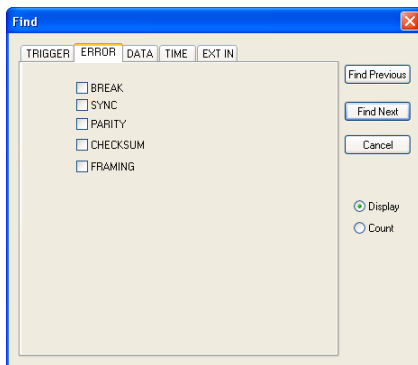 Find
TRIGGER ERROR DATA TIME EXT IN
BREAK
SYNC
PARITY
CHECKSUM
FRAMING
Find Previous
Find Next
Cancel
Display
Count